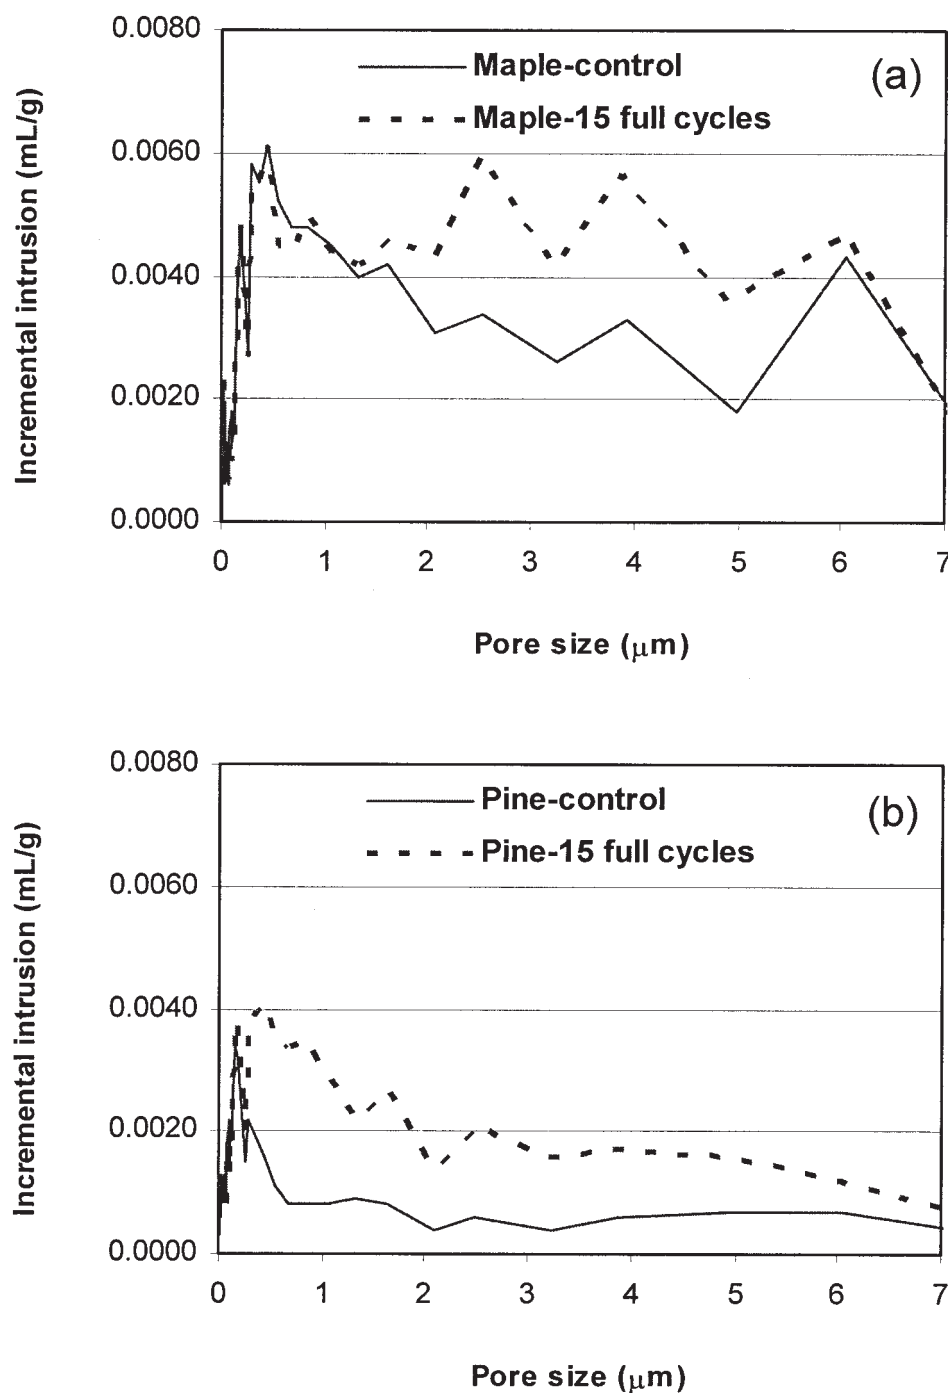 0.0080
Maple-control
(a)
Maple-15 full cycles
0.0060
0.0040
0.0020
0.0000
Incremental intrusion (mL/g)
0 1 2 3 4 5 6 7
Pore size (μm)
0.0080
Pine-control
(b)
Pine-15 full cycles
0.0060
0.0040
0.0020
0.0000
Incremental intrusion (mL/g)
0 1 2 3 4 5 6 7
Pore size (μm)